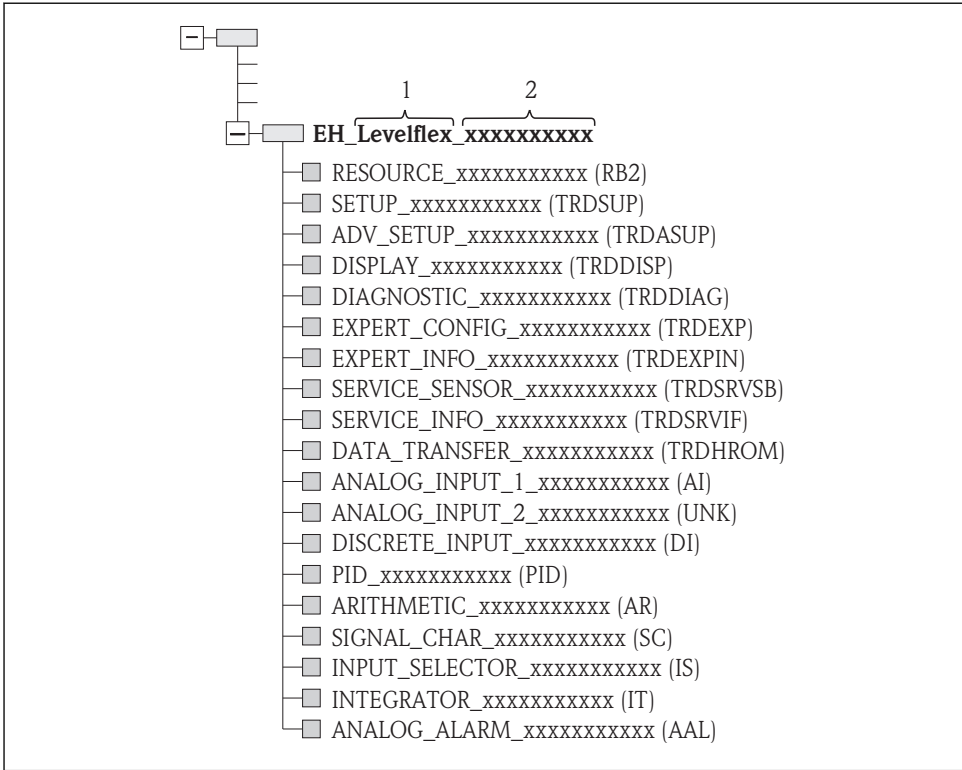 1 2
EH_Levelflex_xxxxxxxxxx
RESOURCE_xxxxxxxxxxx (RB2)
SETUP_xxxxxxxxxxx (TRDSUP)
ADV_SETUP_xxxxxxxxxxx (TRDASUP)
DISPLAY_xxxxxxxxxxx (TRDDISP)
DIAGNOSTIC_xxxxxxxxxxx (TRDDIAG)
EXPERT_CONFIG_xxxxxxxxxxx (TRDEXP)
EXPERT_INFO_xxxxxxxxxxx (TRDEXPIN)
SERVICE_SENSOR_xxxxxxxxxxx (TRDSRVSB)
SERVICE_INFO_xxxxxxxxxxx (TRDSRVIF)
DATA_TRANSFER_xxxxxxxxxxx (TRDHROM)
ANALOG_INPUT_1_xxxxxxxxxxx (AI)
ANALOG_INPUT_2_xxxxxxxxxxx (UNK)
DISCRETE_INPUT_xxxxxxxxxxx (DI)
PID_xxxxxxxxxxx (PID)
ARITHMETIC_xxxxxxxxxxx (AR)
SIGNAL_CHAR_xxxxxxxxxxx (SC)
INPUT_SELECTOR_xxxxxxxxxxx (IS)
INTEGRATOR_xxxxxxxxxxx (IT)
ANALOG_ALARM_xxxxxxxxxxx (AAL)